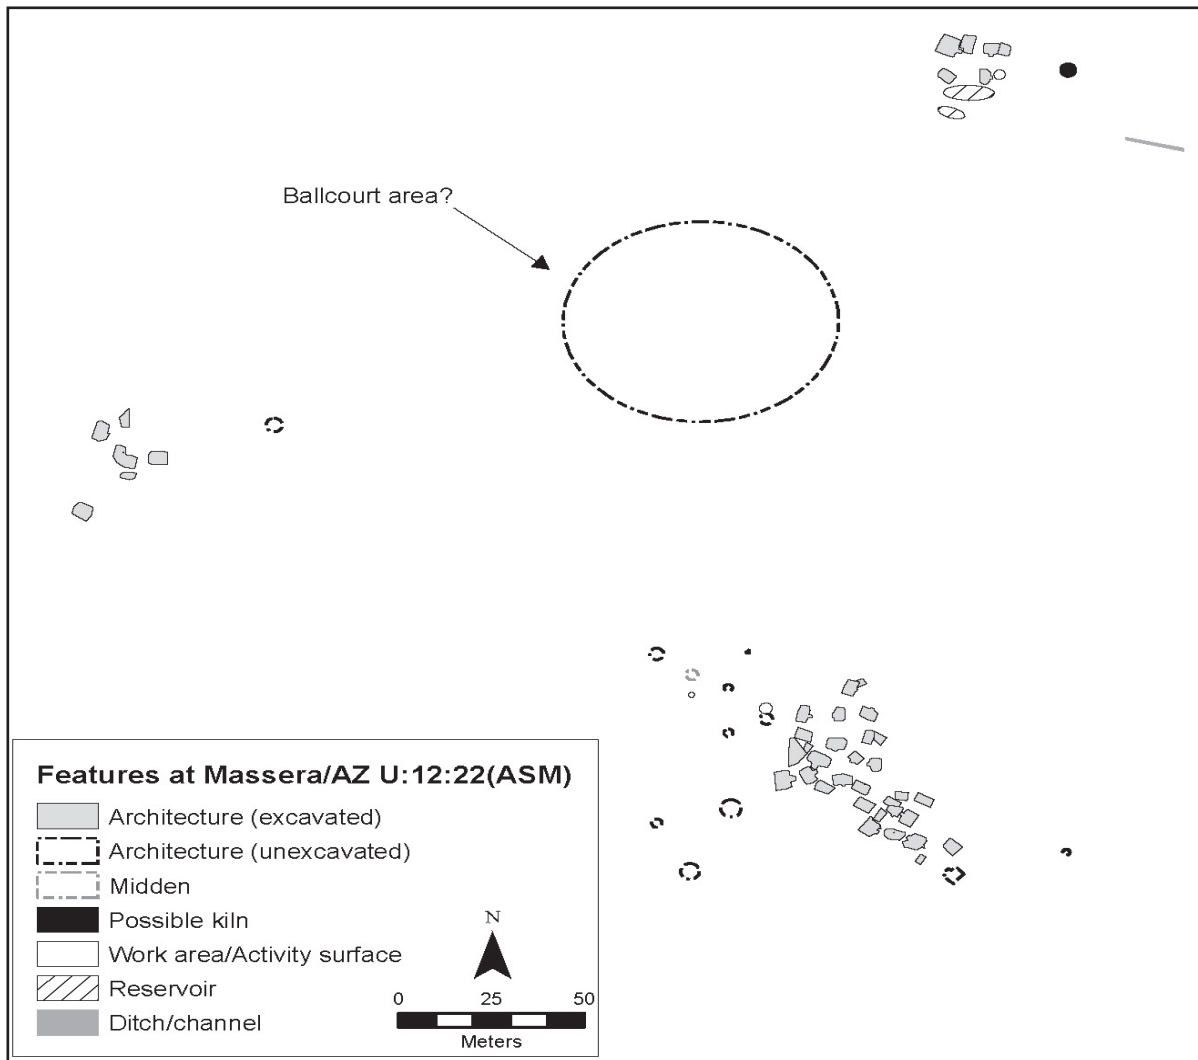 Ballcourt area?
Features at Massera/AZ U:12:22(ASM)
Architecture (excavated)
Architecture (unexcavated)
Midden
Possible kiln
Work area/Activity surface
Reservoir
Ditch/channel
N
0 25 50
Meters